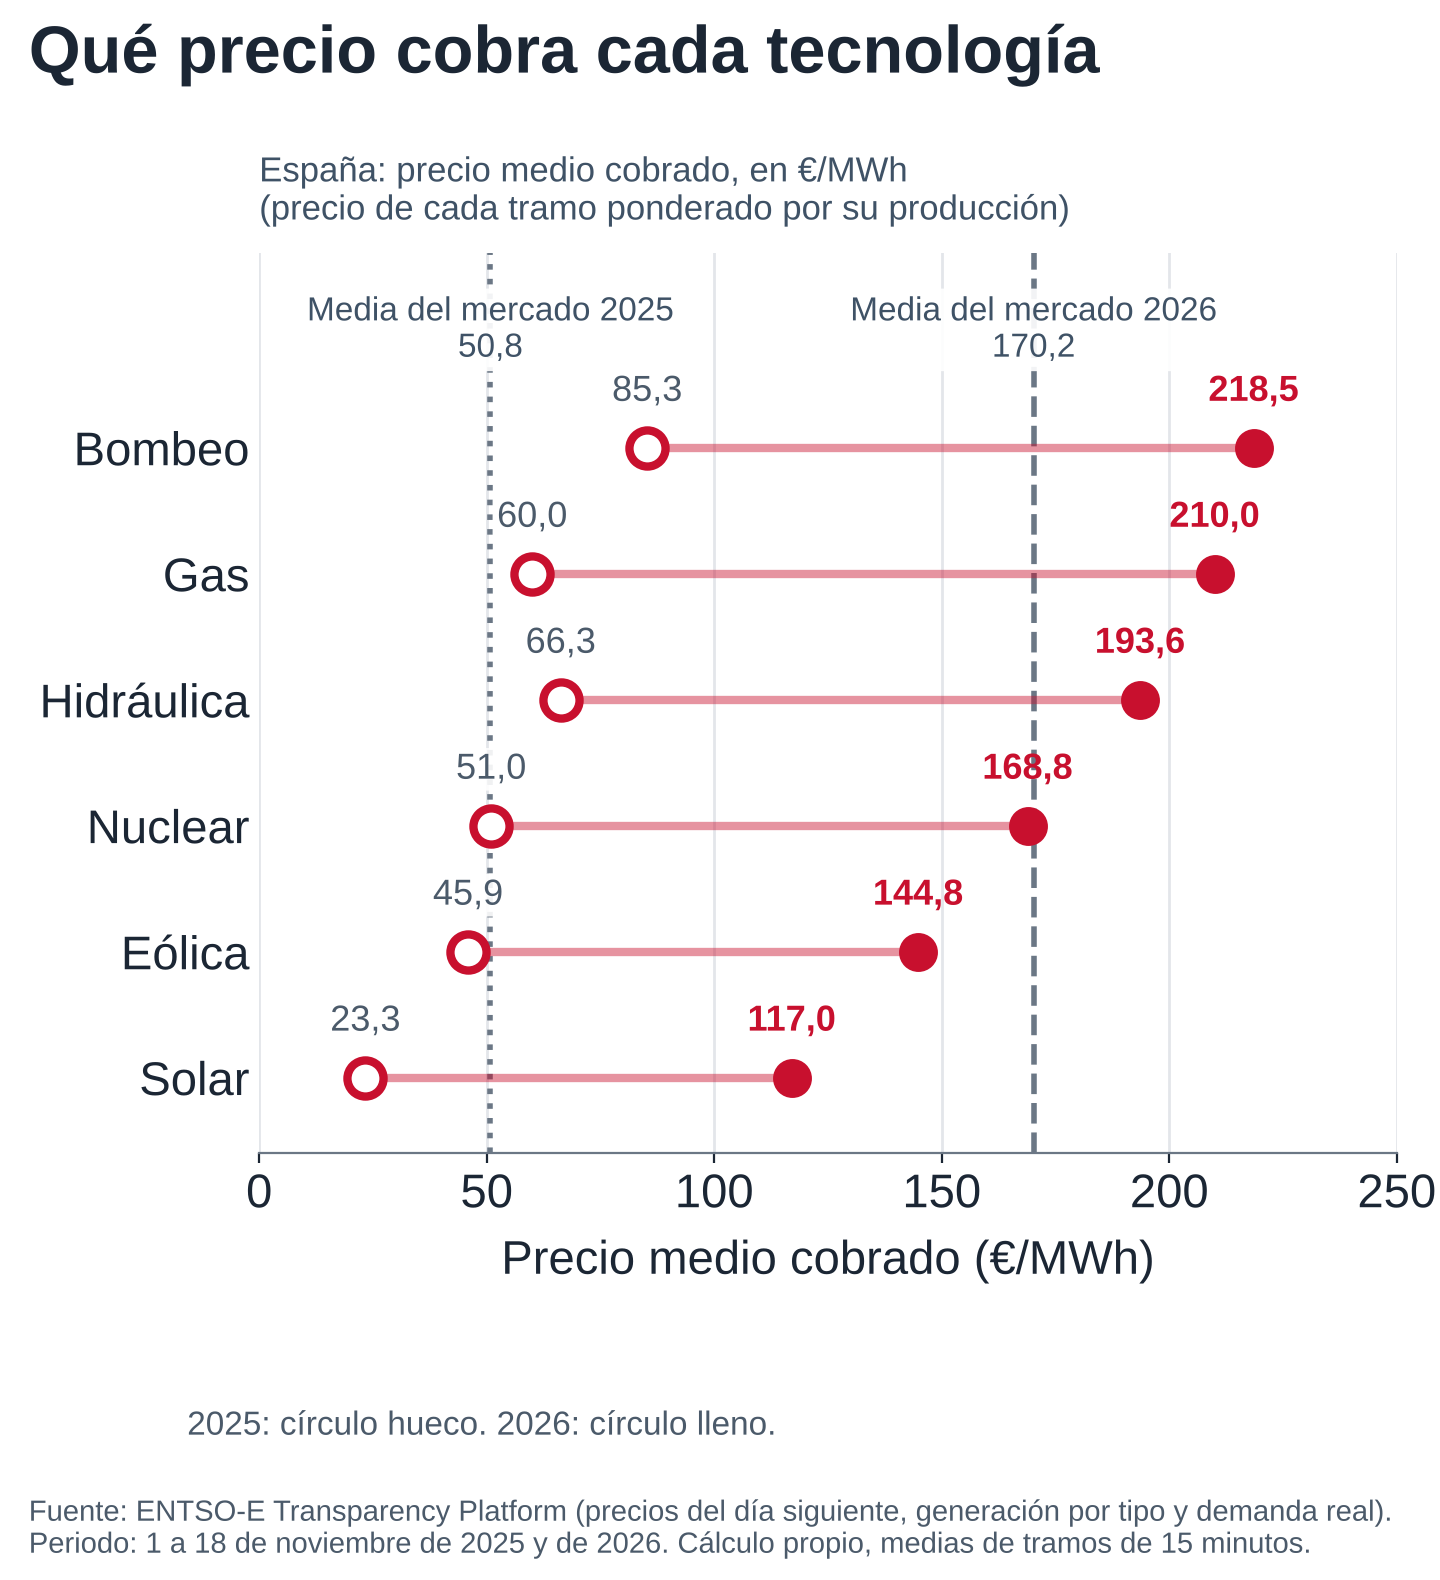 Qué precio cobra cada tecnología
España: precio medio cobrado, en €/MWh
(precio de cada tramo ponderado por su producción)
Media del mercado 2025
50,8
Media del mercado 2026
170,2
85,3
218,5
Bombeo
60,0
210,0
Gas
66,3
193,6
Hidráulica
51,0
168,8
Nuclear
45,9
144,8
Eólica
23,3
117,0
Solar
0 50 100 150 200 250
Precio medio cobrado (€/MWh)
2025: círculo hueco. 2026: círculo lleno.
Fuente: ENTSO-E Transparency Platform (precios del día siguiente, generación por tipo y demanda real).
Periodo: 1 a 18 de noviembre de 2025 y de 2026. Cálculo propio, medias de tramos de 15 minutos.